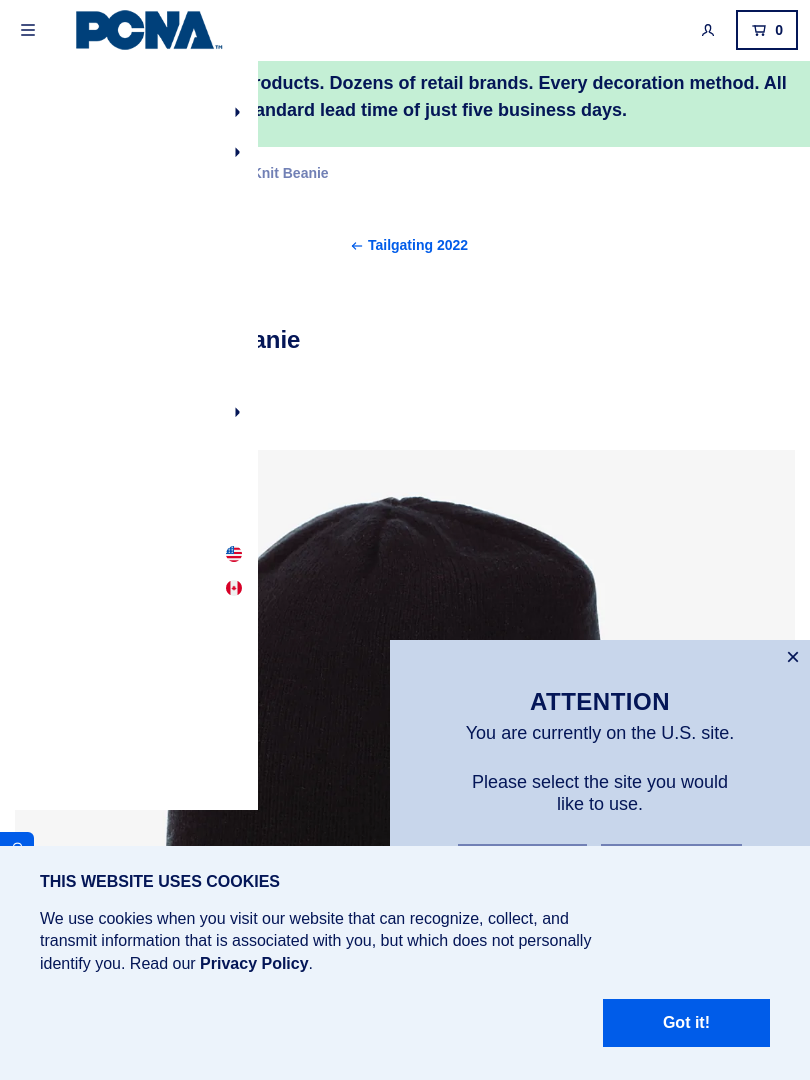 PCNA™
0
roducts. Dozens of retail brands. Every decoration method. All
andard lead time of just five business days.
Knit Beanie
← Tailgating 2022
anie
×
ATTENTION
You are currently on the U.S. site.
Please select the site you would
like to use.
THIS WEBSITE USES COOKIES
We use cookies when you visit our website that can recognize, collect, and
transmit information that is associated with you, but which does not personally
identify you. Read our Privacy Policy.
Got it!